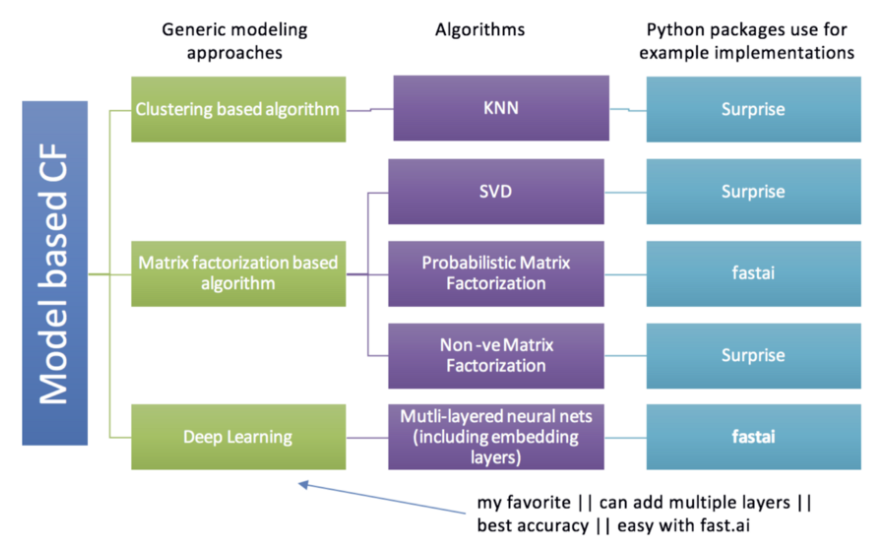 Generic modeling
approaches
Algorithms
Python packages use for
example implementations
Model based CF
Clustering based algorithm
KNN
Surprise
SVD
Surprise
Matrix factorization based
algorithm
Probabilistic Matrix
Factorization
fastai
Non -ve Matrix
Factorization
Surprise
Deep Learning
Mutli-layered neural nets
(including embedding
layers)
fastai
my favorite || can add multiple layers ||
best accuracy || easy with fast.ai